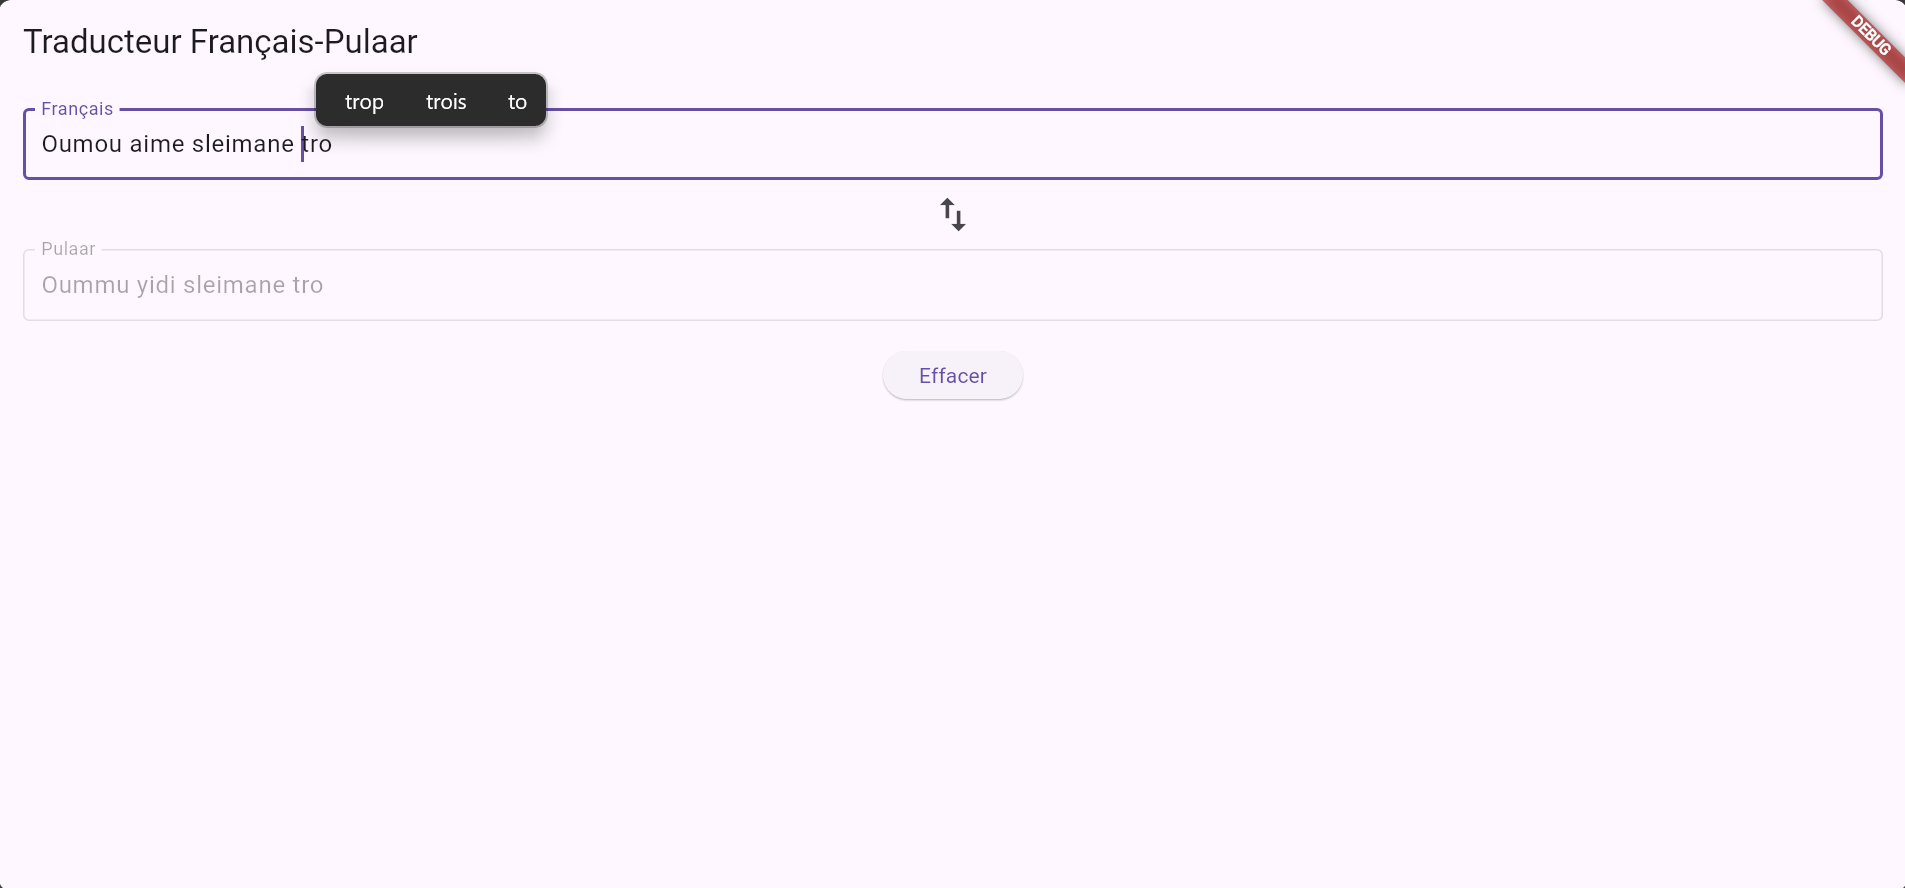 Traducteur Français-Pulaar
DEBUG
trop trois to
Français
Oumou aime sleimane tro
Pulaar
Oummu yidi sleimane tro
Effacer